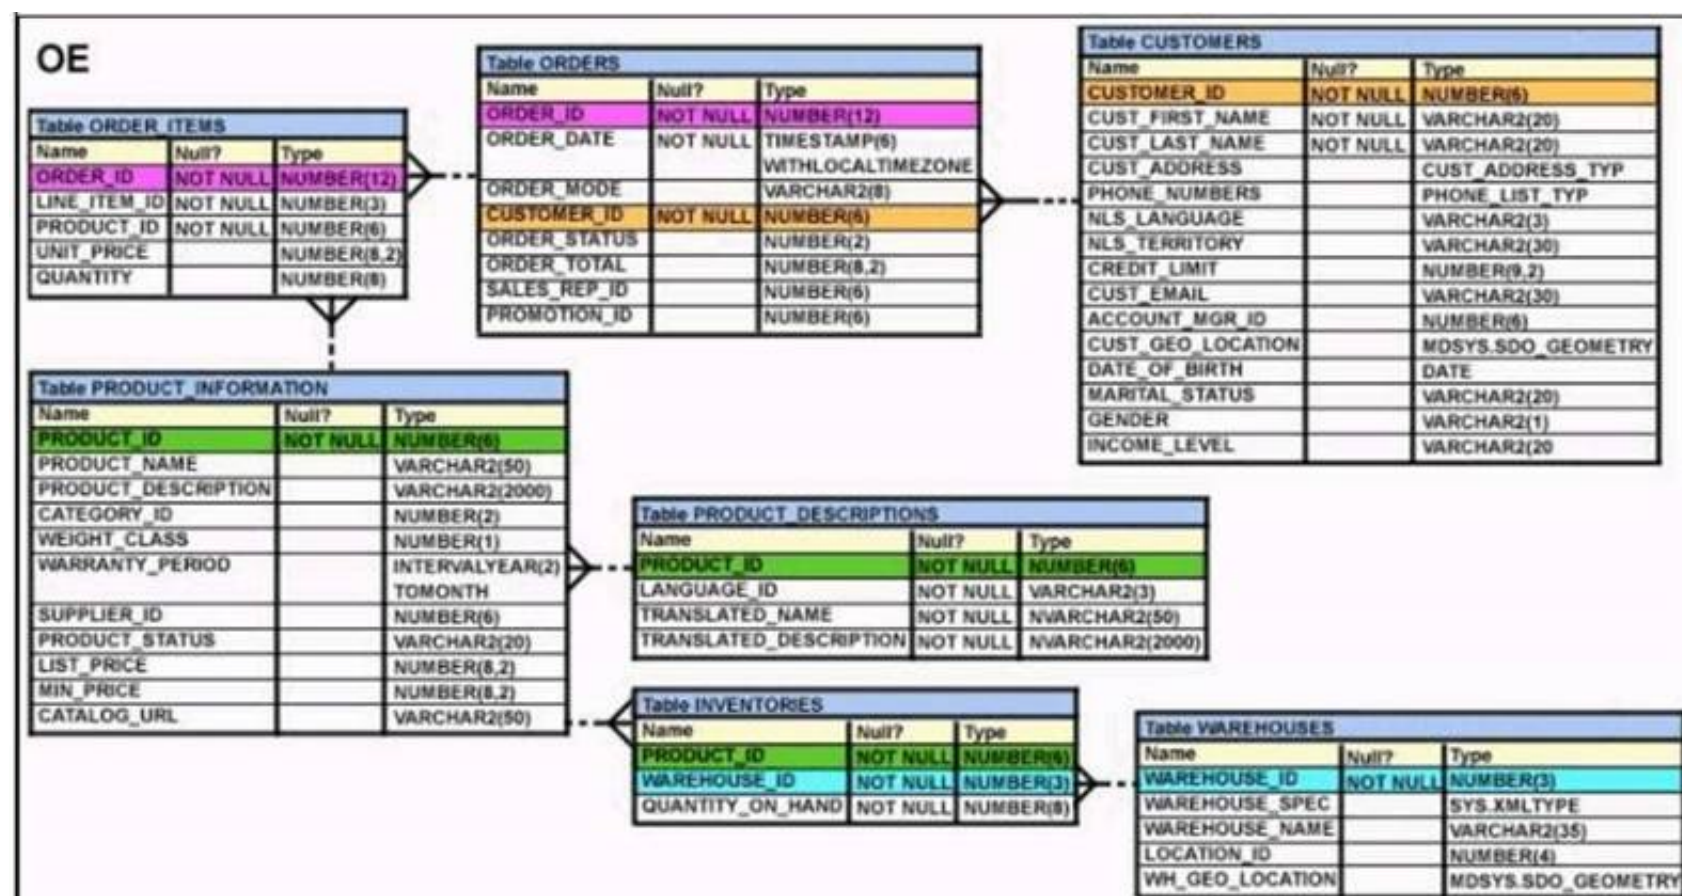 OE
Table ORDER_ITEMS
Name Null? Type
ORDER_ID NOT NULL NUMBER(12)
LINE_ITEM_ID NOT NULL NUMBER(3)
PRODUCT_ID NOT NULL NUMBER(6)
UNIT_PRICE NUMBER(8,2)
QUANTITY NUMBER(8)
Table ORDERS
Name Null? Type
ORDER_ID NOT NULL NUMBER(12)
ORDER_DATE NOT NULL TIMESTAMP(6)
WITHLOCALTIMEZONE
ORDER_MODE VARCHAR2(8)
CUSTOMER_ID NOT NULL NUMBER(6)
ORDER_STATUS NUMBER(2)
ORDER_TOTAL NUMBER(8,2)
SALES_REP_ID NUMBER(6)
PROMOTION_ID NUMBER(6)
Table CUSTOMERS
Name Null? Type
CUSTOMER_ID NOT NULL NUMBER(6)
CUST_FIRST_NAME NOT NULL VARCHAR2(20)
CUST_LAST_NAME NOT NULL VARCHAR2(20)
CUST_ADDRESS CUST_ADDRESS_TYP
PHONE_NUMBERS PHONE_LIST_TYP
NLS_LANGUAGE VARCHAR2(3)
NLS_TERRITORY VARCHAR2(30)
CREDIT_LIMIT NUMBER(9,2)
CUST_EMAIL VARCHAR2(30)
ACCOUNT_MGR_ID NUMBER(6)
CUST_GEO_LOCATION MDSYS.SDO_GEOMETRY
DATE_OF_BIRTH DATE
MARITAL_STATUS VARCHAR2(20)
GENDER VARCHAR2(1)
INCOME_LEVEL VARCHAR2(20
Table PRODUCT_INFORMATION
Name Null? Type
PRODUCT_ID NOT NULL NUMBER(6)
PRODUCT_NAME VARCHAR2(50)
PRODUCT_DESCRIPTION VARCHAR2(2000)
CATEGORY_ID NUMBER(2)
WEIGHT_CLASS NUMBER(1)
WARRANTY_PERIOD INTERVALYEAR(2)
TOMONTH
SUPPLIER_ID NUMBER(6)
PRODUCT_STATUS VARCHAR2(20)
LIST_PRICE NUMBER(8,2)
MIN_PRICE NUMBER(8,2)
CATALOG_URL VARCHAR2(50)
Table PRODUCT_DESCRIPTIONS
Name Null? Type
PRODUCT_ID NOT NULL NUMBER(6)
LANGUAGE_ID NOT NULL VARCHAR2(3)
TRANSLATED_NAME NOT NULL NVARCHAR2(50)
TRANSLATED_DESCRIPTION NOT NULL NVARCHAR2(2000)
Table INVENTORIES
Name Null? Type
PRODUCT_ID NOT NULL NUMBER(6)
WAREHOUSE_ID NOT NULL NUMBER(3)
QUANTITY_ON_HAND NOT NULL NUMBER(8)
Table WAREHOUSES
Name Null? Type
WAREHOUSE_ID NOT NULL NUMBER(3)
WAREHOUSE_SPEC SYS.XMLTYPE
WAREHOUSE_NAME VARCHAR2(35)
LOCATION_ID NUMBER(4)
WH_GEO_LOCATION MDSYS.SDO_GEOMETRY